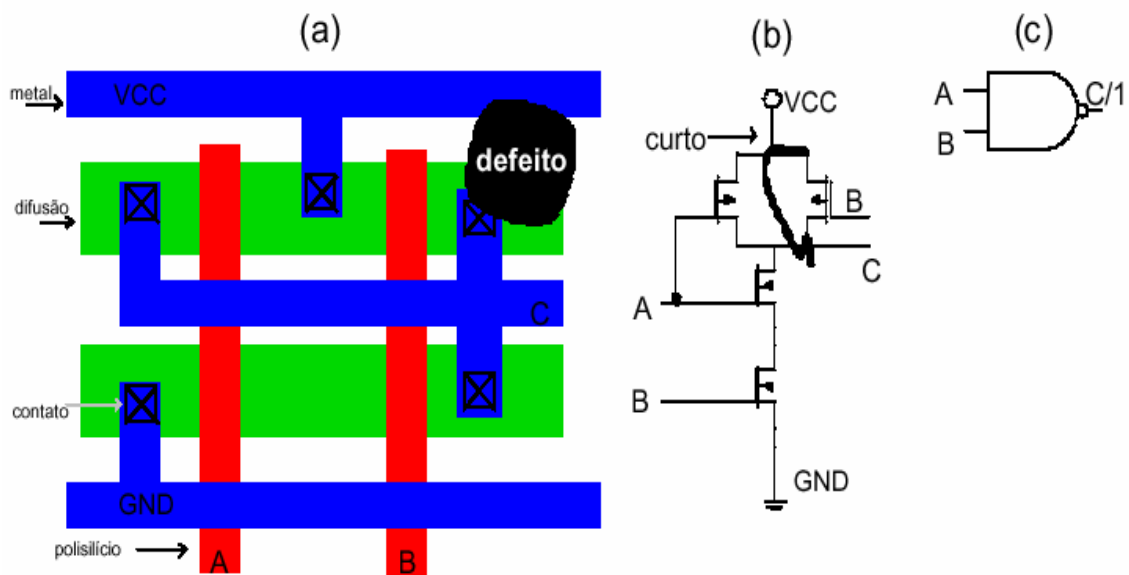 (a)
metal
VCC
defeito
difusão
C
contato
GND
polisilício
A
B
(b)
VCC
curto
B
C
A
B
GND
(c)
A
B
C/1